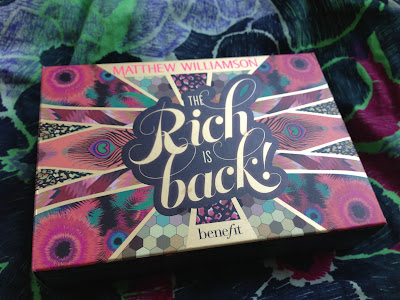 MATTHEW WILLIAMSON
THE
Rich
IS
back!
benefit